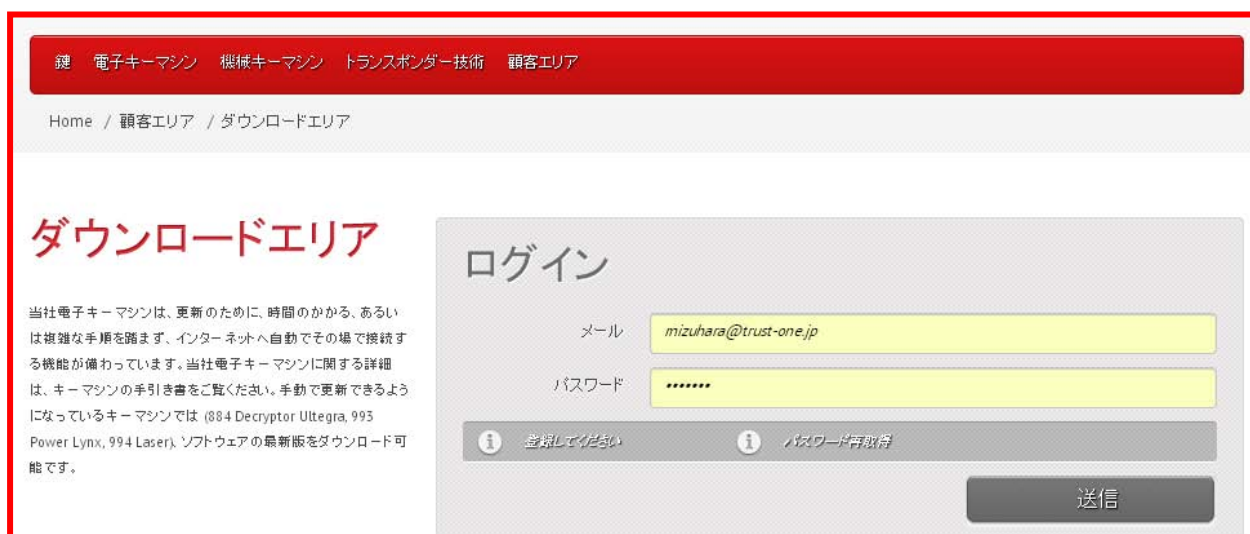 鍵 電子キーマシン 機械キーマシン トランスポンダー技術 顧客エリア
Home / 顧客エリア / ダウンロードエリア
ダウンロードエリア
当社電子キーマシンは、更新のために、時間のかかる、あるい
は複雑な手順を踏まず、インターネットへ自動でその場で接続す
る機能が備わっています。当社電子キーマシンに関する詳細
は、キーマシンの手引き書をご覧ください。手動で更新できるよう
になっているキーマシンでは (884 Decryptor Ultegra, 993
Power Lynx, 994 Laser)、ソフトウェアの最新版をダウンロード可
能です。
ログイン
メール mizuhara@trust-one.jp
パスワード •••••••
登録してください パスワード再取得
送信